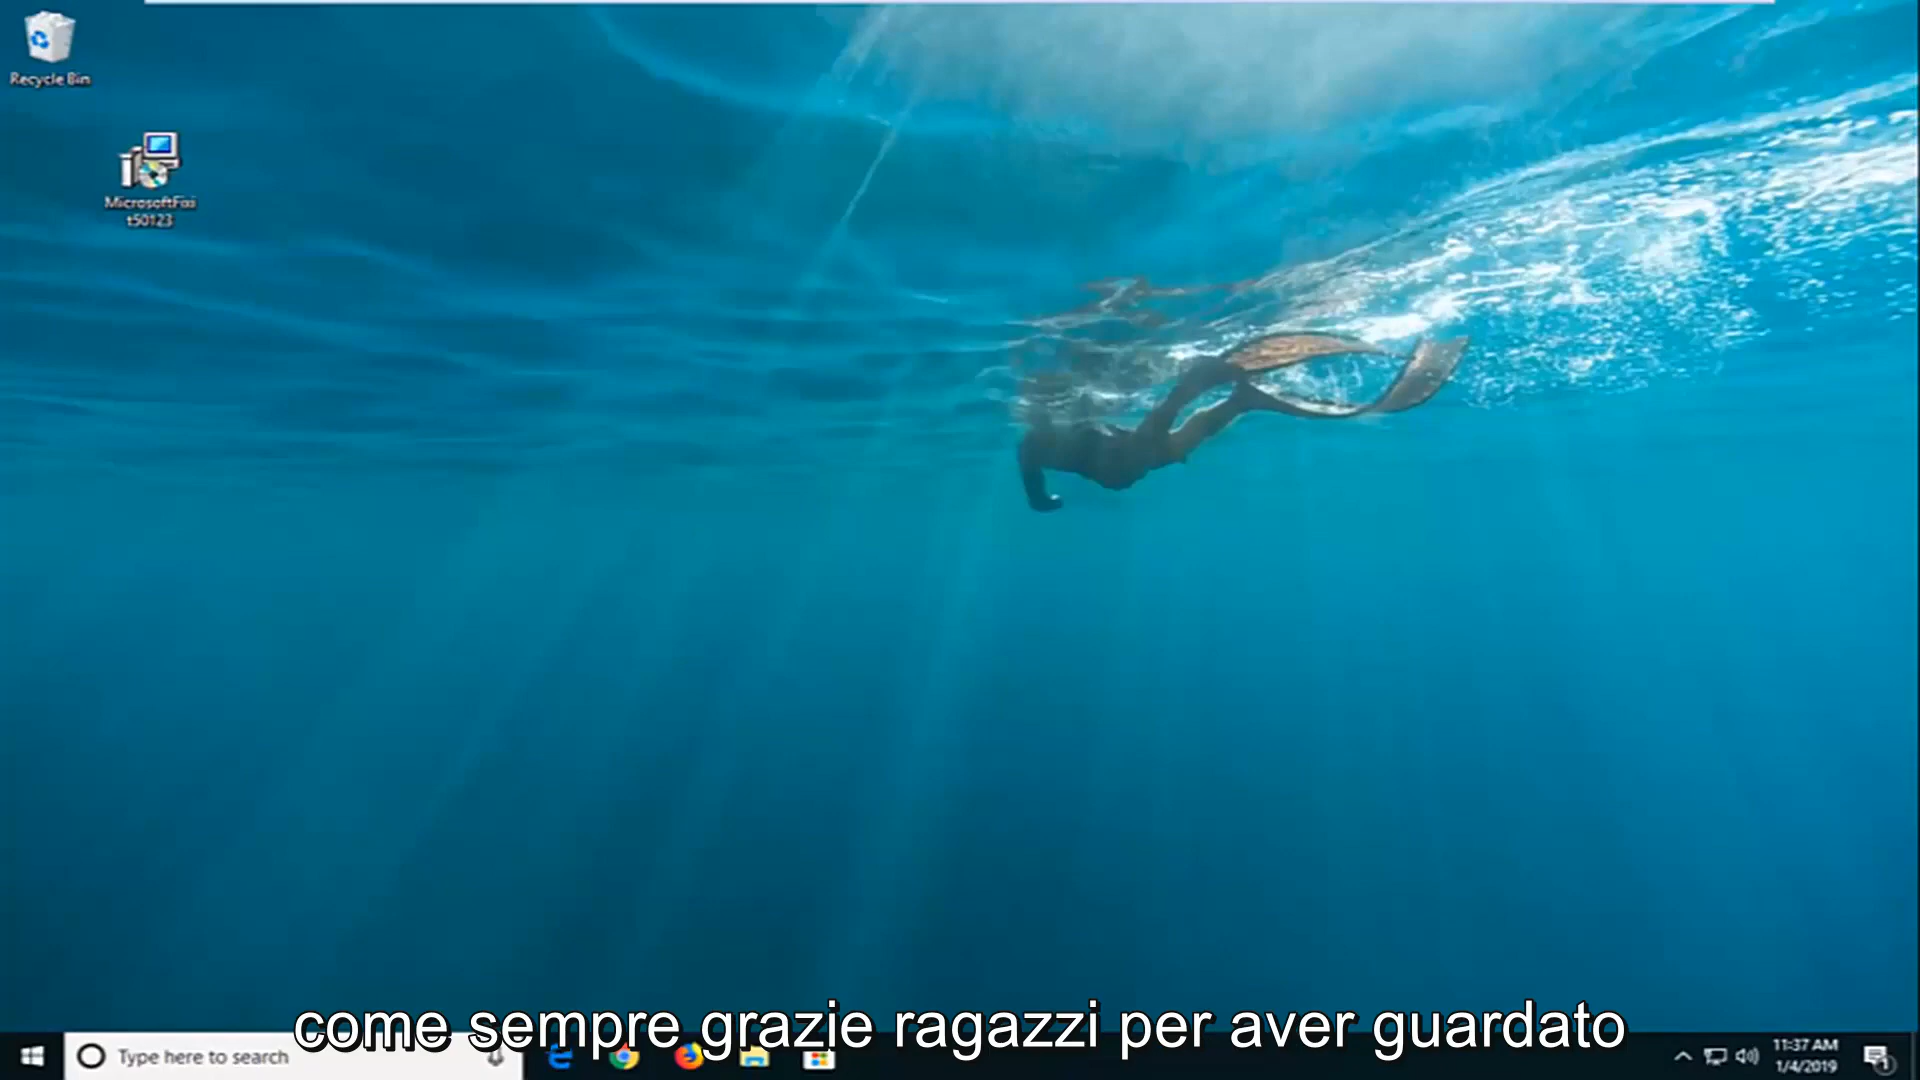 Recycle Bin
MicrosoftFixi
t50123
come sempre grazie ragazzi per aver guardato
Type here to search
11:37 AM
1/4/2019
1